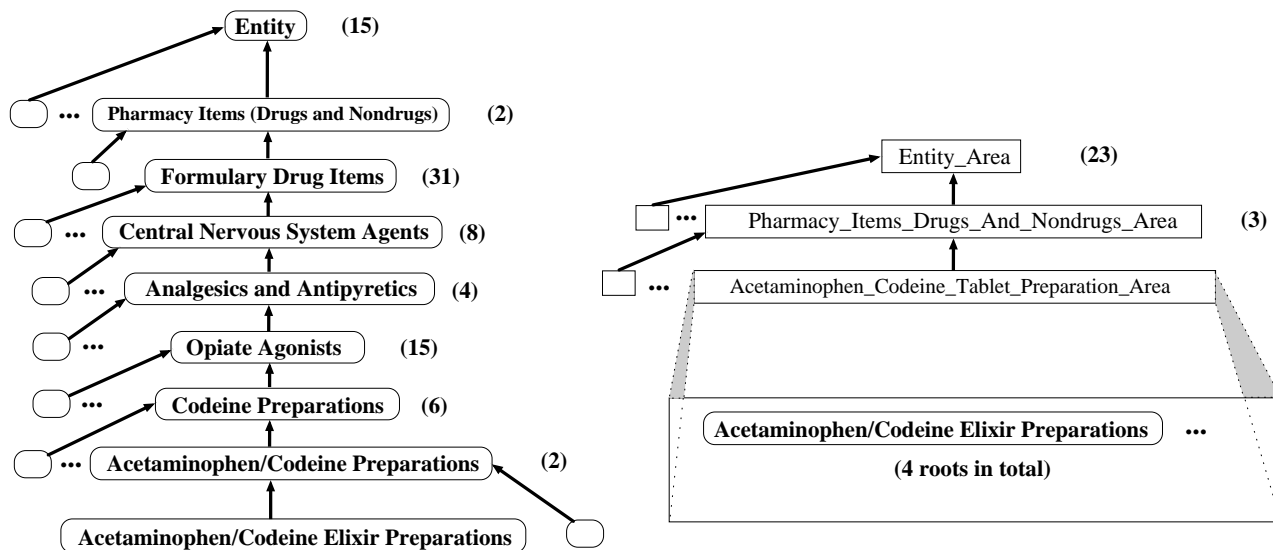 Entity (15)
... Pharmacy Items (Drugs and Nondrugs) (2)
Formulary Drug Items (31)
... Central Nervous System Agents (8)
... Analgesics and Antipyretics (4)
... Opiate Agonists (15)
... Codeine Preparations (6)
... Acetaminophen/Codeine Preparations (2)
Acetaminophen/Codeine Elixir Preparations
Entity_Area (23)
... Pharmacy_Items_Drugs_And_Nondrugs_Area (3)
... Acetaminophen_Codeine_Tablet_Preparation_Area
Acetaminophen/Codeine Elixir Preparations ...
(4 roots in total)